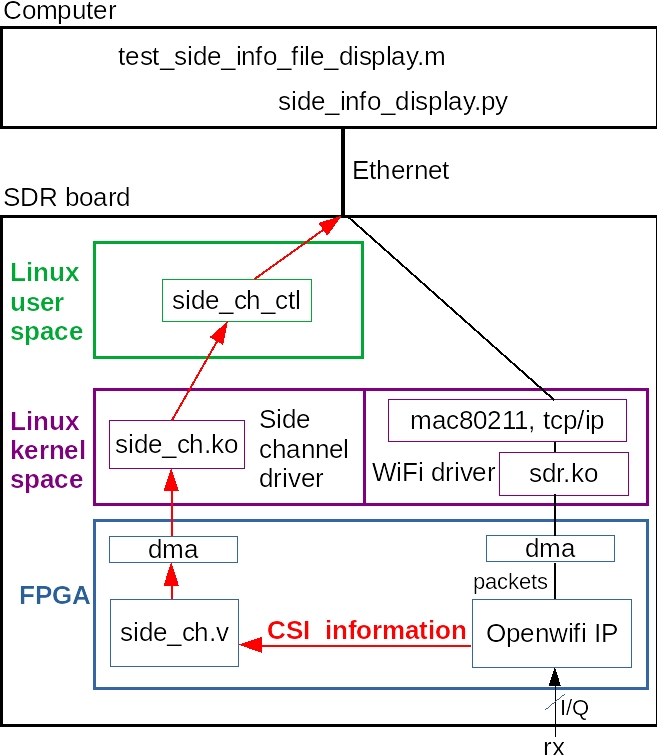 Computer
test_side_info_file_display.m
side_info_display.py
Ethernet
SDR board
Linux
user
space
side_ch_ctl
Linux
kernel
space
side_ch.ko
Side
channel
driver
mac80211, tcp/ip
WiFi driver
sdr.ko
FPGA
dma
dma
packets
side_ch.v
CSI information
Openwifi IP
I/Q
rx